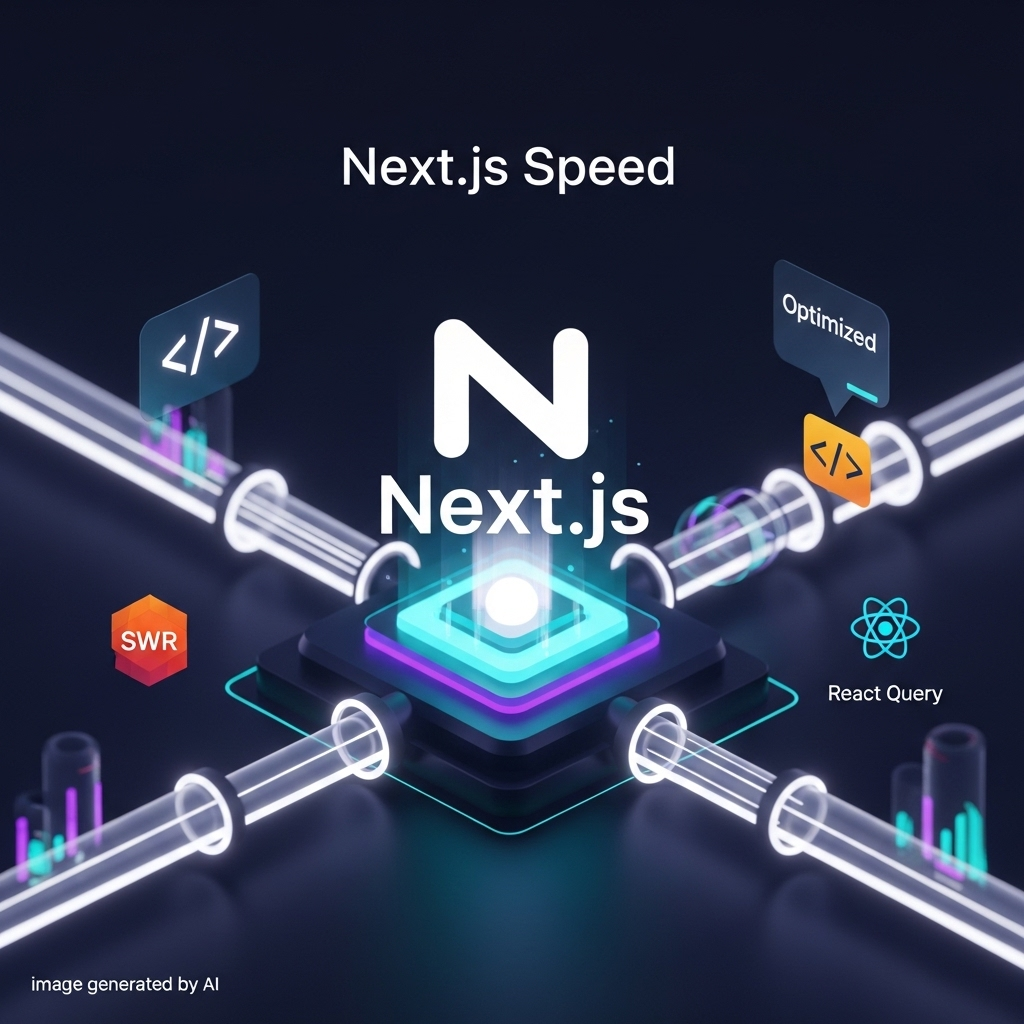 Next.js Speed
</>
Optimized
</>
N
Next.js
SWR
React Query
image generated by AI